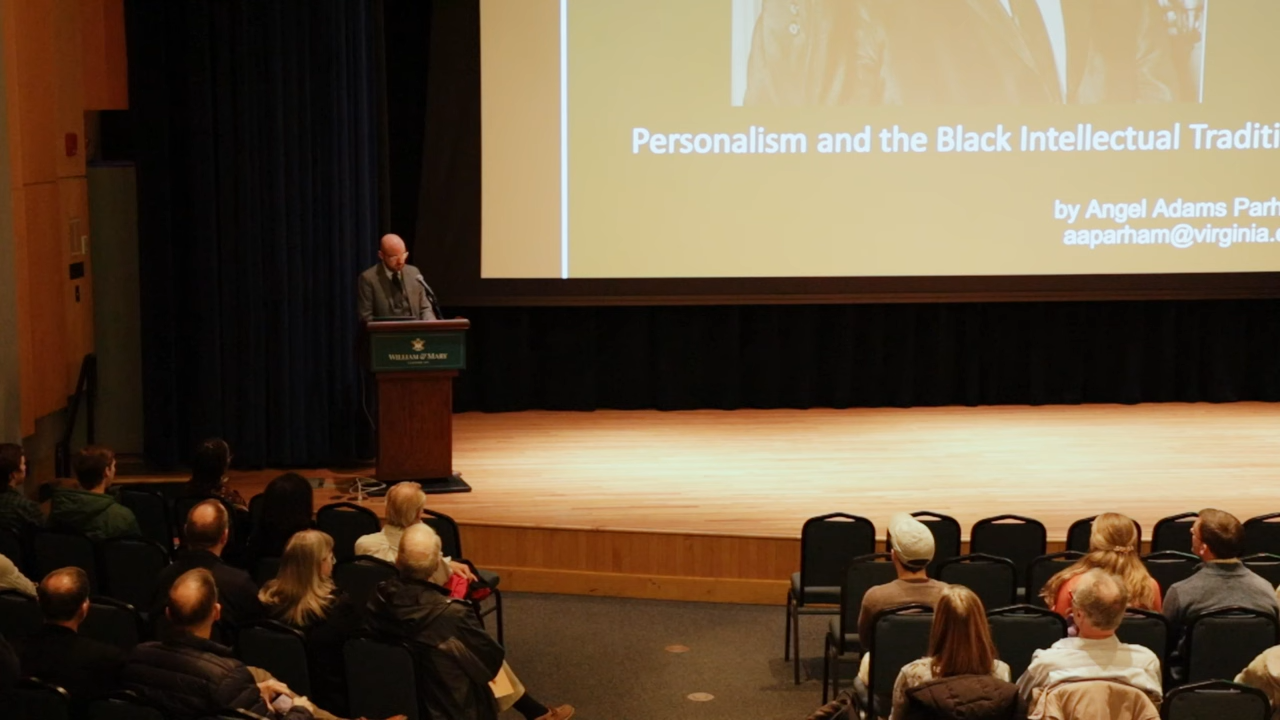 Personalism and the Black Intellectual Traditi
by Angel Adams Parh
aaparham@virginia.
WILLIAM & MARY